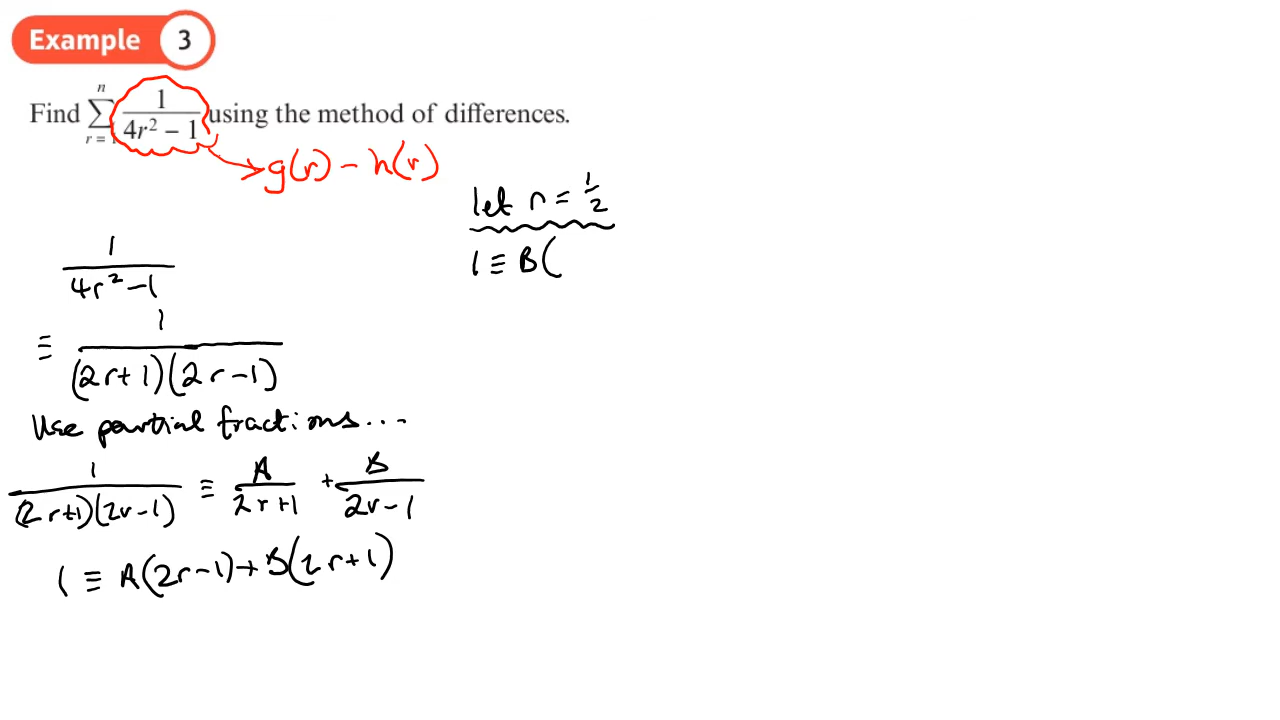 Example 3
Find ∑_{r=1}^{n} 1/(4r² − 1) using the method of differences.
g(r) − h(r)
1/(4r² − 1)
≡ 1/((2r+1)(2r−1))
Use partial fractions...
1/((2r+1)(2r−1)) ≡ A/(2r+1) + B/(2r−1)
1 ≡ A(2r−1) + B(2r+1)
let r = 1/2
1 ≡ B(